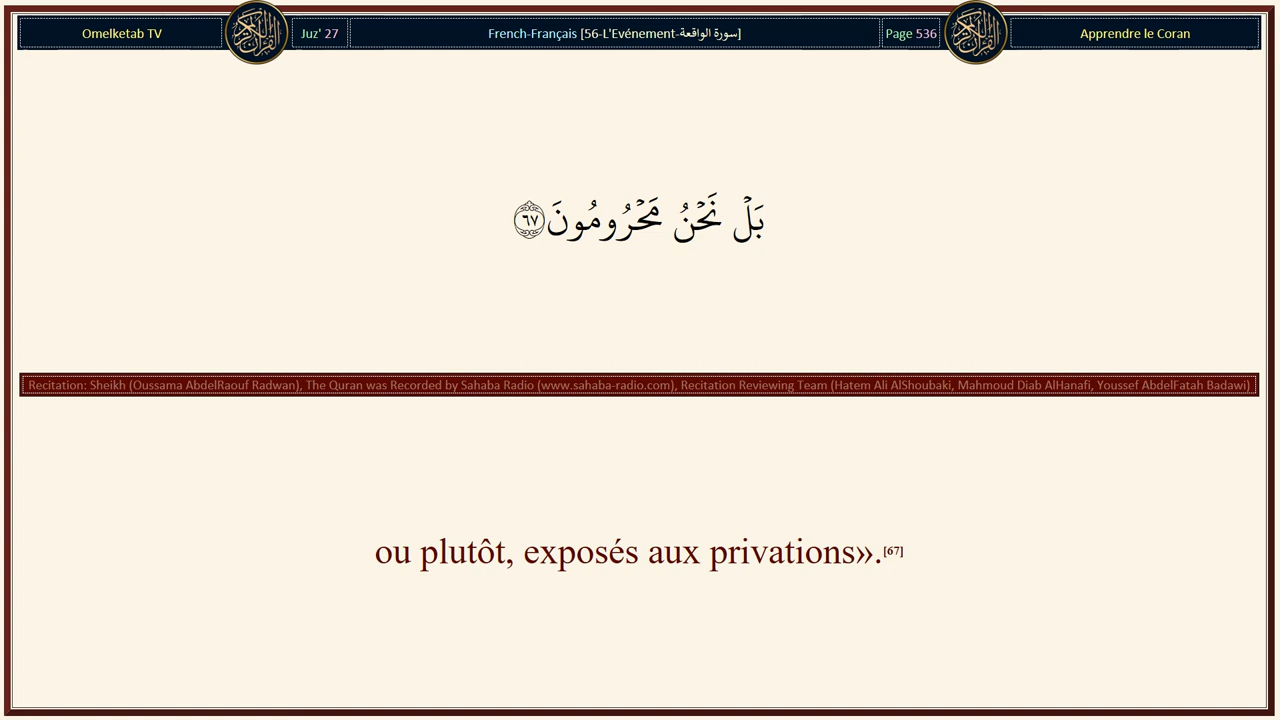 Omelketab TV
Juz' 27
French-Français [56-L'Evénement-سورة الواقعة]
Page 536
Apprendre le Coran
بَلۡ نَحۡنُ مَحۡرُومُونَ ٦٧
Recitation: Sheikh (Oussama AbdelRaouf Radwan), The Quran was Recorded by Sahaba Radio (www.sahaba-radio.com), Recitation Reviewing Team (Hatem Ali AlShoubaki, Mahmoud Diab AlHanafi, Youssef AbdelFatah Badawi)
ou plutôt, exposés aux privations».[67]